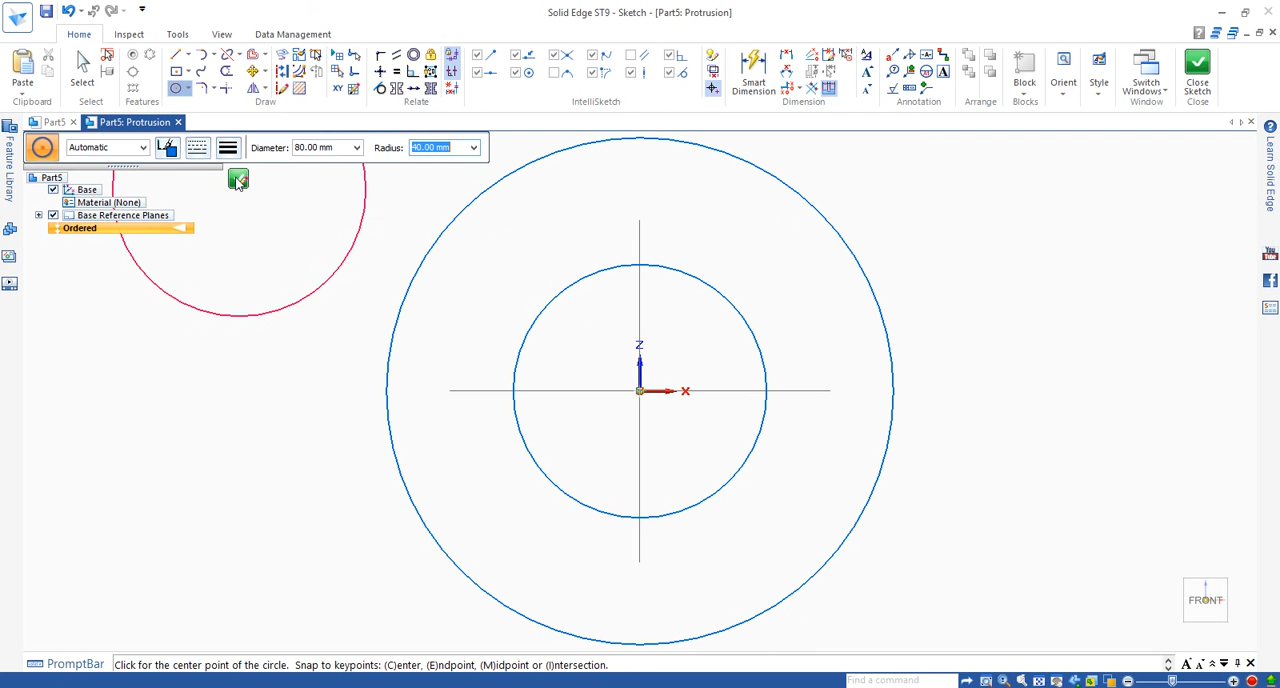 Solid Edge ST9 - Sketch - [Part5: Protrusion]
Home
Inspect
Tools
View
Data Management
Paste
Select
Smart
Dimension
Block
Orient
Style
Switch
Windows
Close
Sketch
Clipboard
Select
Features
Draw
Relate
IntelliSketch
Dimension
Annotation
Arrange
Blocks
Window
Close
Part5
Part5: Protrusion
Automatic
Diameter: 80.00 mm
Radius: 40.00 mm
Feature Library
Learn Solid Edge
Part5
Base
Material (None)
Base Reference Planes
Ordered
Z
X
FRONT
PromptBar
Click for the center point of the circle. Snap to keypoints: (C)enter, (E)ndpoint, (M)idpoint or (I)ntersection.
Find a command